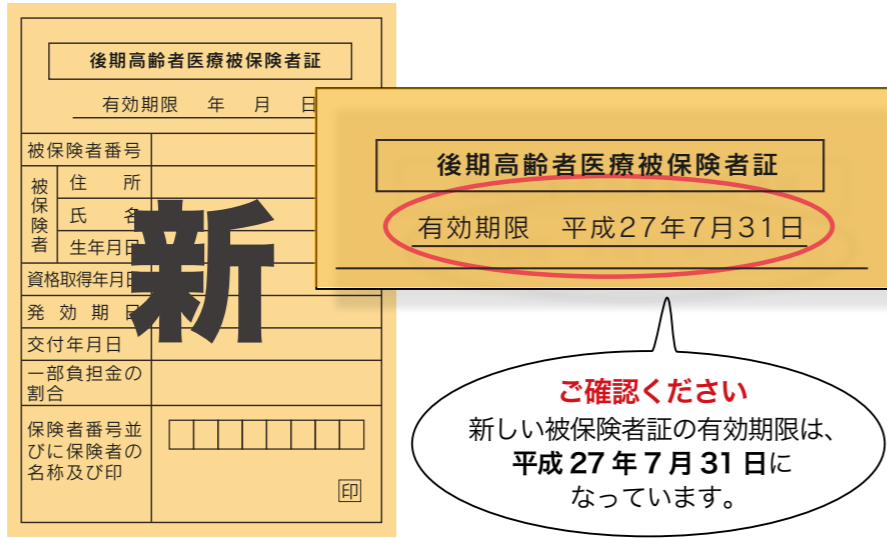 後期高齢者医療被保険者証
有効期限 年 月 日
被保険者番号
被保険者
住所
氏名
生年月日
資格取得年月日
発効期日
交付年月日
一部負担金の
割合
保険者番号並
びに保険者の
名称及び印
印
新
後期高齢者医療被保険者証
有効期限 平成27年7月31日
ご確認ください
新しい被保険者証の有効期限は、
平成27年7月31日に
なっています。